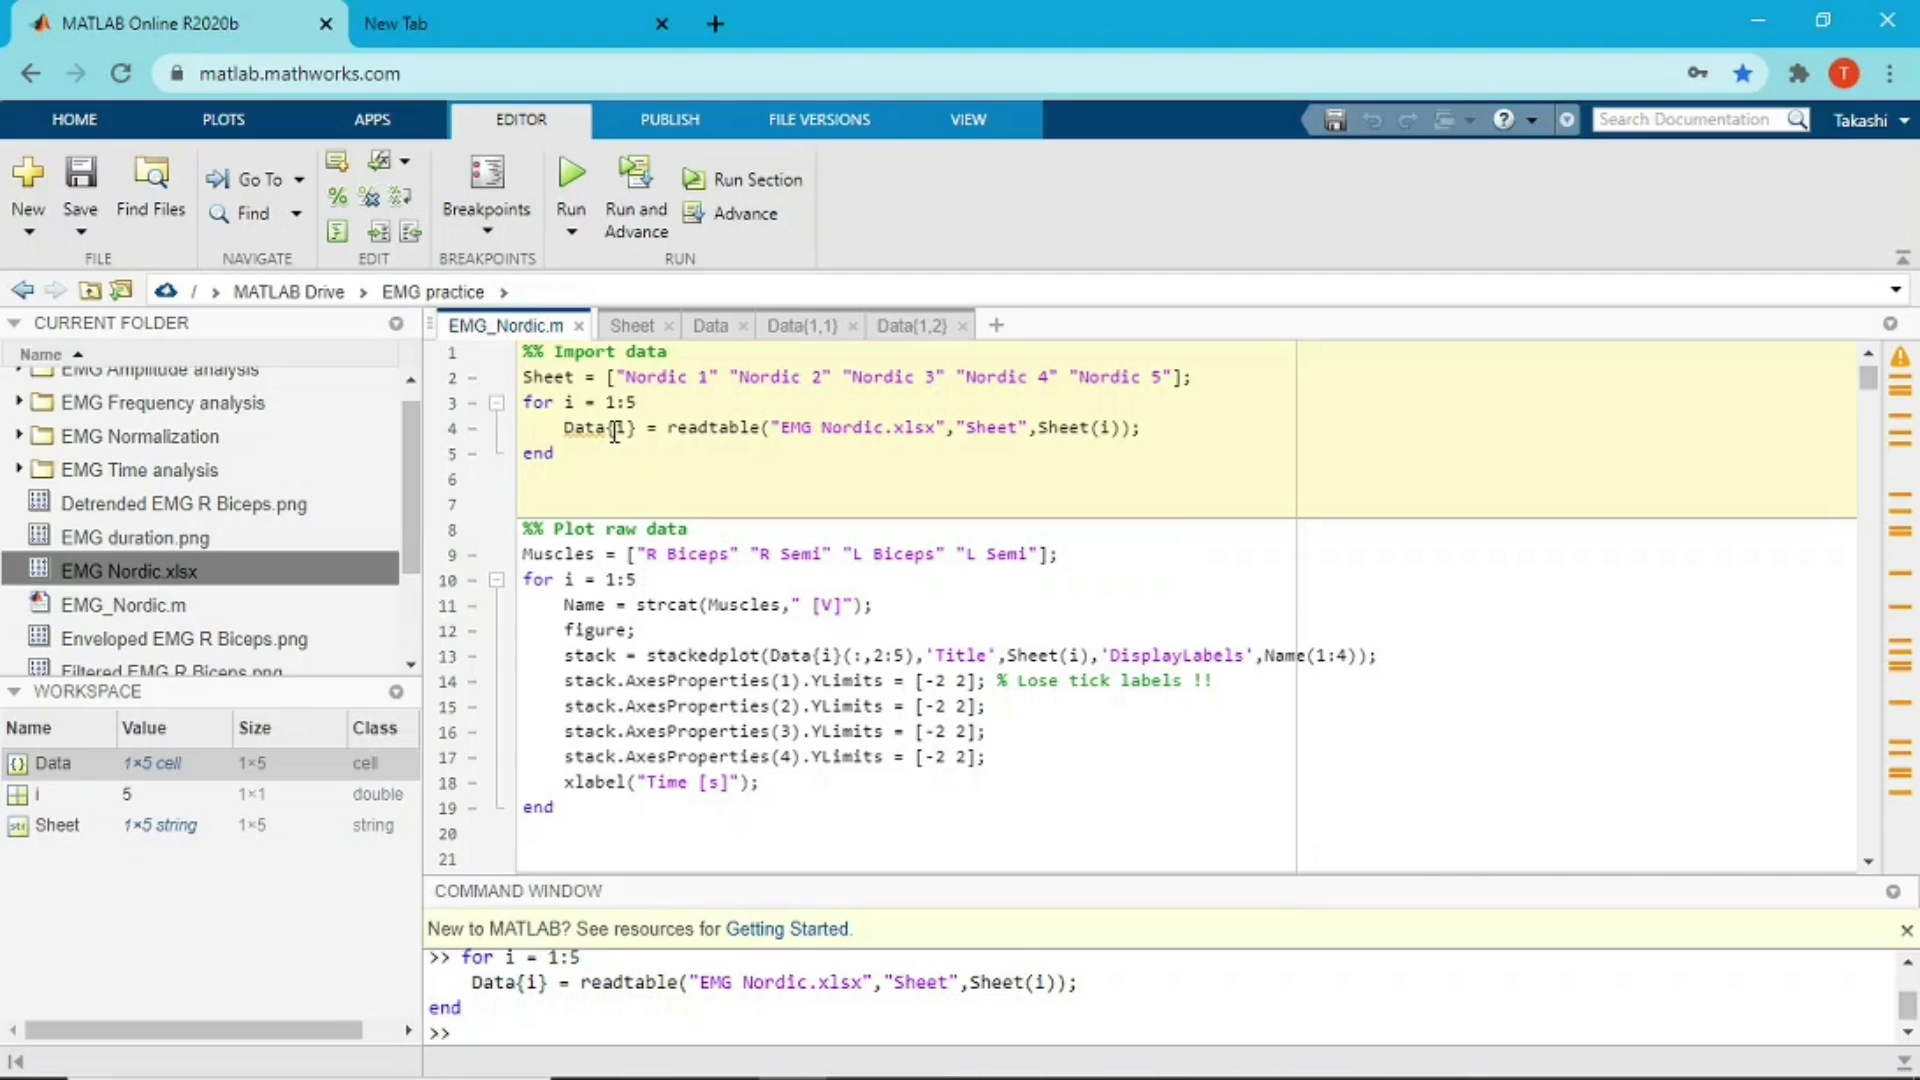 MATLAB Online R2020b
New Tab
matlab.mathworks.com
T
HOME
PLOTS
APPS
EDITOR
PUBLISH
FILE VERSIONS
VIEW
Search Documentation
Takashi
New
Save
Find Files
Go To
Find
Breakpoints
Run
Run and
Advance
Run Section
Advance
FILE
NAVIGATE
EDIT
BREAKPOINTS
RUN
/ > MATLAB Drive > EMG practice >
CURRENT FOLDER
Name
EMG Amplitude analysis
EMG Frequency analysis
EMG Normalization
EMG Time analysis
Detrended EMG R Biceps.png
EMG duration.png
EMG Nordic.xlsx
EMG_Nordic.m
Enveloped EMG R Biceps.png
Filtered EMG R Biceps.png
WORKSPACE
Name Value Size Class
Data 1×5 cell 1×5 cell
i 5 1×1 double
Sheet 1×5 string 1×5 string
EMG_Nordic.m
Sheet
Data
Data{1,1}
Data{1,2}
1 %% Import data
2 Sheet = ["Nordic 1" "Nordic 2" "Nordic 3" "Nordic 4" "Nordic 5"];
3 for i = 1:5
4 Data{i} = readtable("EMG Nordic.xlsx","Sheet",Sheet(i));
5 end
6
7
8 %% Plot raw data
9 Muscles = ["R Biceps" "R Semi" "L Biceps" "L Semi"];
10 for i = 1:5
11 Name = strcat(Muscles," [V]");
12 figure;
13 stack = stackedplot(Data{i}(:,2:5),'Title',Sheet(i),'DisplayLabels',Name(1:4));
14 stack.AxesProperties(1).YLimits = [-2 2]; % Lose tick labels !!
15 stack.AxesProperties(2).YLimits = [-2 2];
16 stack.AxesProperties(3).YLimits = [-2 2];
17 stack.AxesProperties(4).YLimits = [-2 2];
18 xlabel("Time [s]");
19 end
20
21
COMMAND WINDOW
New to MATLAB? See resources for Getting Started.
>> for i = 1:5
Data{i} = readtable("EMG Nordic.xlsx","Sheet",Sheet(i));
end
>>